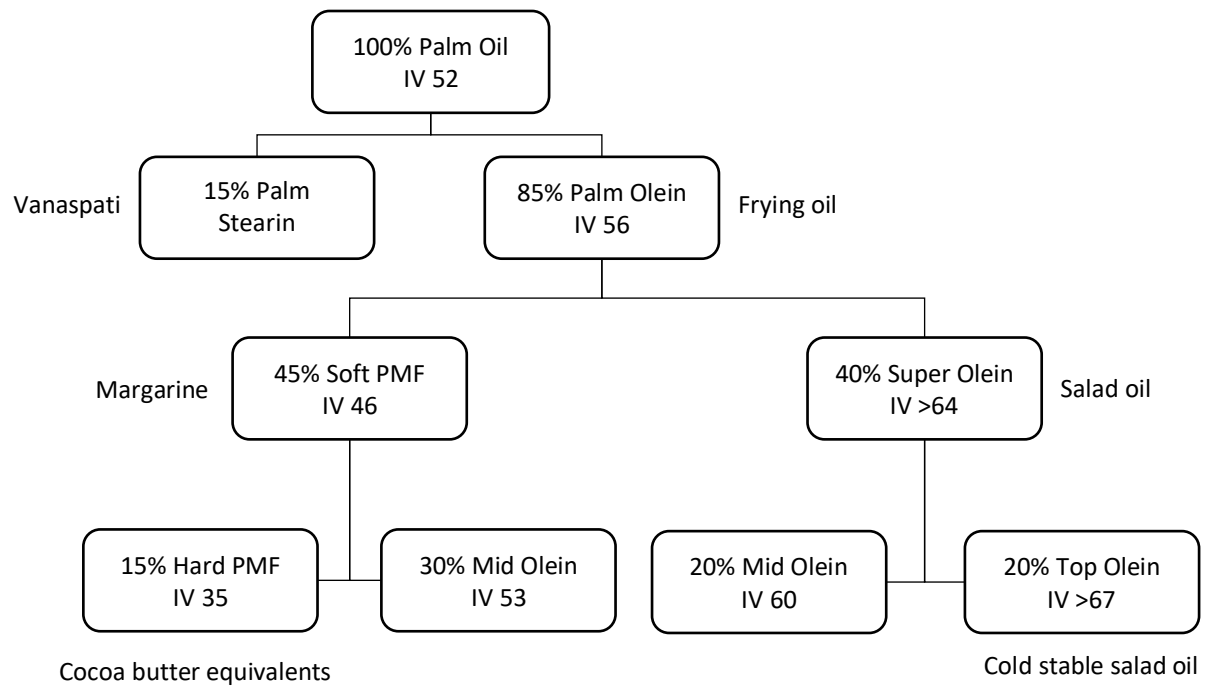 100% Palm Oil
IV 52
Vanaspati
15% Palm
Stearin
85% Palm Olein
IV 56
Frying oil
Margarine
45% Soft PMF
IV 46
40% Super Olein
IV >64
Salad oil
15% Hard PMF
IV 35
30% Mid Olein
IV 53
20% Mid Olein
IV 60
20% Top Olein
IV >67
Cocoa butter equivalents
Cold stable salad oil